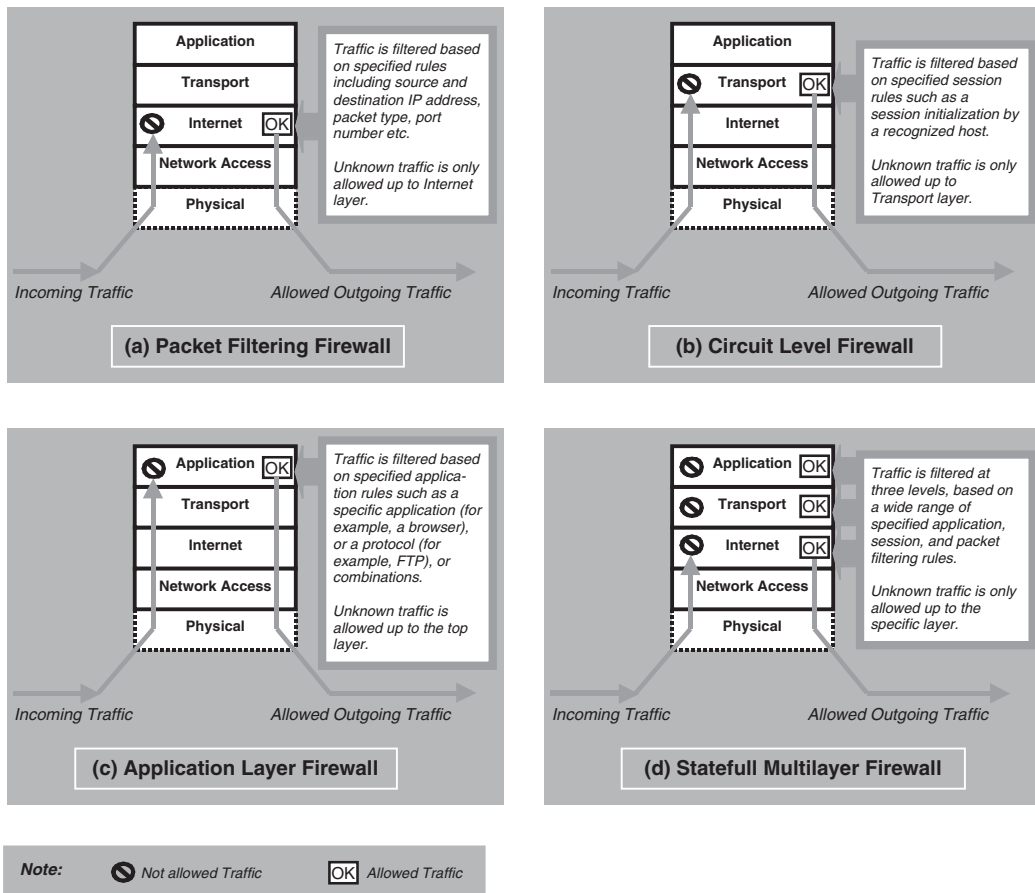 Application
Transport
Internet
OK
Network Access
Physical
Traffic is filtered based
on specified rules
including source and
destination IP address,
packet type, port
number etc.
Unknown traffic is only
allowed up to Internet
layer.
Incoming Traffic
Allowed Outgoing Traffic
(a) Packet Filtering Firewall
Application
Transport
OK
Internet
Network Access
Physical
Traffic is filtered based
on specified session
rules such as a
session initialization by
a recognized host.
Unknown traffic is only
allowed up to
Transport layer.
Incoming Traffic
Allowed Outgoing Traffic
(b) Circuit Level Firewall
Application
OK
Transport
Internet
Network Access
Physical
Traffic is filtered based
on specified applica-
tion rules such as a
specific application (for
example, a browser),
or a protocol (for
example, FTP), or
combinations.
Unknown traffic is
allowed up to the top
layer.
Incoming Traffic
Allowed Outgoing Traffic
(c) Application Layer Firewall
Application
OK
Transport
OK
Internet
OK
Network Access
Physical
Traffic is filtered at
three levels, based on
a wide range of
specified application,
session, and packet
filtering rules.
Unknown traffic is only
allowed up to the
specific layer.
Incoming Traffic
Allowed Outgoing Traffic
(d) Statefull Multilayer Firewall
Note:
Not allowed Traffic
OK
Allowed Traffic